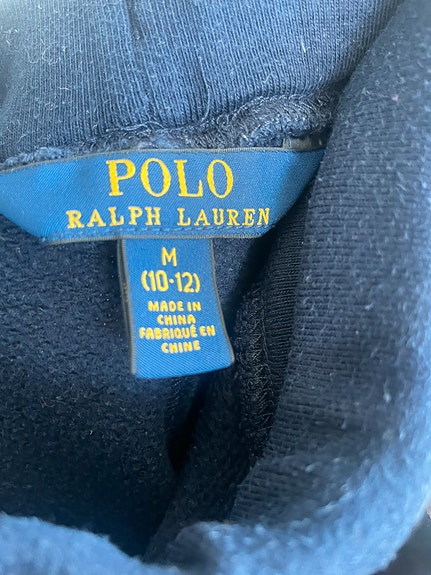 POLO
RALPH LAUREN
M
(10-12)
MADE IN
CHINA
FABRIQUÉ EN
CHINE